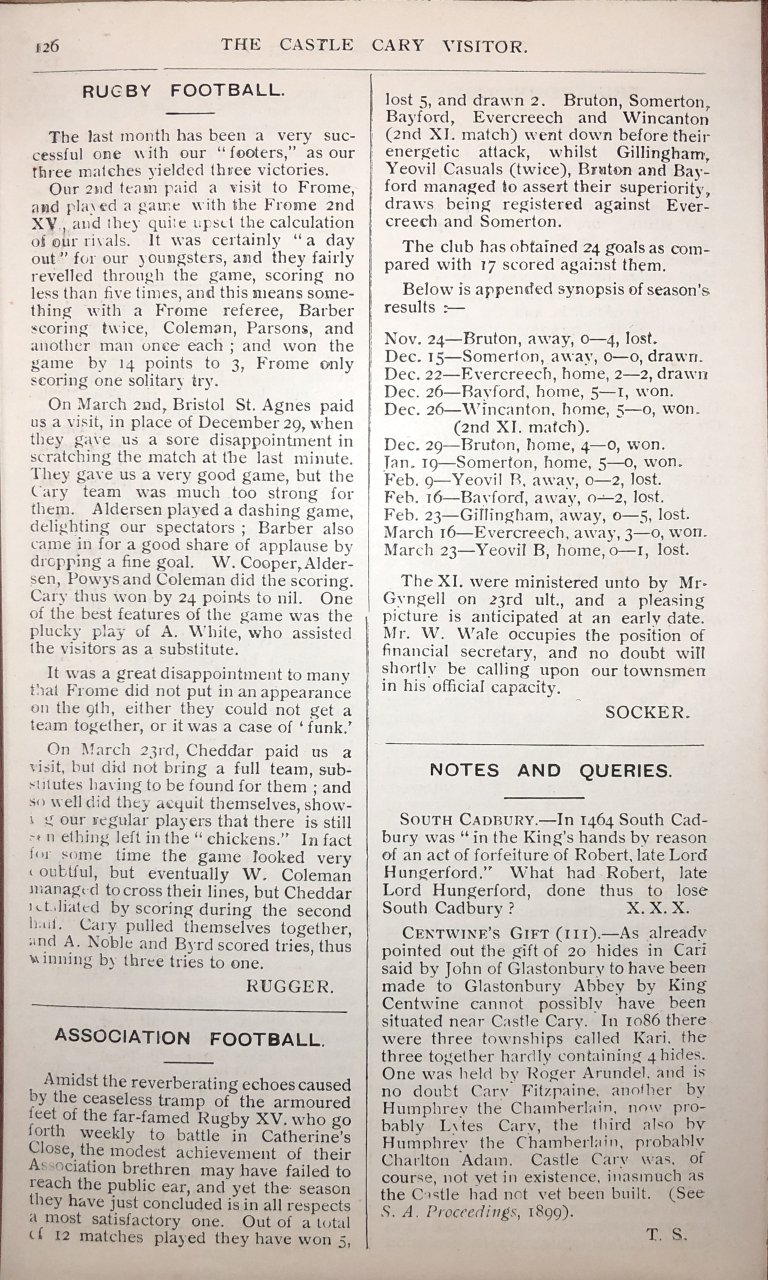 126
THE CASTLE CARY VISITOR.
RUGBY FOOTBALL.
The last month has been a very suc-
cessful one with our "footers," as our
three matches yielded three victories.
Our 2nd team paid a visit to Frome,
and played a game with the Frome 2nd
XV., and they quite upset the calculation
of our rivals. It was certainly "a day
out" for our youngsters, and they fairly
revelled through the game, scoring no
less than five times, and this means some-
thing with a Frome referee, Barber
scoring twice, Coleman, Parsons, and
another man once each ; and won the
game by 14 points to 3, Frome only
scoring one solitary try.
On March 2nd, Bristol St. Agnes paid
us a visit, in place of December 29, when
they gave us a sore disappointment in
scratching the match at the last minute.
They gave us a very good game, but the
Cary team was much too strong for
them. Aldersen played a dashing game,
delighting our spectators ; Barber also
came in for a good share of applause by
dropping a fine goal. W. Cooper, Alder-
sen, Powys and Coleman did the scoring.
Cary thus won by 24 points to nil. One
of the best features of the game was the
plucky play of A. White, who assisted
the visitors as a substitute.
It was a great disappointment to many
that Frome did not put in an appearance
on the 9th, either they could not get a
team together, or it was a case of 'funk.'
On March 23rd, Cheddar paid us a
visit, but did not bring a full team, sub-
stitutes having to be found for them ; and
so well did they acquit themselves, show-
g our regular players that there is still
ething left in the "chickens." In fact
for some time the game looked very
doubtful, but eventually W. Coleman
managed to cross their lines, but Cheddar
retaliated by scoring during the second
half. Cary pulled themselves together,
and A. Noble and Byrd scored tries, thus
winning by three tries to one.
RUGGER.
ASSOCIATION FOOTBALL.
Amidst the reverberating echoes caused
by the ceaseless tramp of the armoured
feet of the far-famed Rugby XV. who go
forth weekly to battle in Catherine's
Close, the modest achievement of their
Association brethren may have failed to
reach the public ear, and yet the season
they have just concluded is in all respects
a most satisfactory one. Out of a total
of 12 matches played they have won 5,
lost 5, and drawn 2. Bruton, Somerton,
Bayford, Evercreech and Wincanton
(2nd XI. match) went down before their
energetic attack, whilst Gillingham,
Yeovil Casuals (twice), Bruton and Bay-
ford managed to assert their superiority,
draws being registered against Ever-
creech and Somerton.
The club has obtained 24 goals as com-
pared with 17 scored against them.
Below is appended synopsis of season's
results :—
Nov. 24—Bruton, away, 0—4, lost.
Dec. 15—Somerton, away, 0—0, drawn.
Dec. 22—Evercreech, home, 2—2, drawn
Dec. 26—Bayford, home, 5—1, won.
Dec. 26—Wincanton, home, 5—0, won.
(2nd XI. match).
Dec. 29—Bruton, home, 4—0, won.
Jan. 19—Somerton, home, 5—0, won.
Feb. 9—Yeovil B, away, 0—2, lost.
Feb. 16—Bayford, away, 0—2, lost.
Feb. 23—Gillingham, away, 0—5, lost.
March 16—Evercreech, away, 3—0, won.
March 23—Yeovil B, home, 0—1, lost.
The XI. were ministered unto by Mr.
Gyngell on 23rd ult., and a pleasing
picture is anticipated at an early date.
Mr. W. Wale occupies the position of
financial secretary, and no doubt will
shortly be calling upon our townsmen
in his official capacity.
SOCKER.
NOTES AND QUERIES.
SOUTH CADBURY.—In 1464 South Cad-
bury was "in the King's hands by reason
of an act of forfeiture of Robert, late Lord
Hungerford." What had Robert, late
Lord Hungerford, done thus to lose
South Cadbury ? X. X. X.
CENTWINE'S GIFT (III).—As already
pointed out the gift of 20 hides in Cari
said by John of Glastonbury to have been
made to Glastonbury Abbey by King
Centwine cannot possibly have been
situated near Castle Cary. In 1086 there
were three townships called Kari, the
three together hardly containing 4 hides.
One was held by Roger Arundel, and is
no doubt Cary Fitzpaine, another by
Humphrey the Chamberlain, now pro-
bably Lytes Cary, the third also by
Humphrey the Chamberlain, probably
Charlton Adam. Castle Cary was, of
course, not yet in existence, inasmuch as
the Castle had not yet been built. (See
S. A. Proceedings, 1899).
T. S.